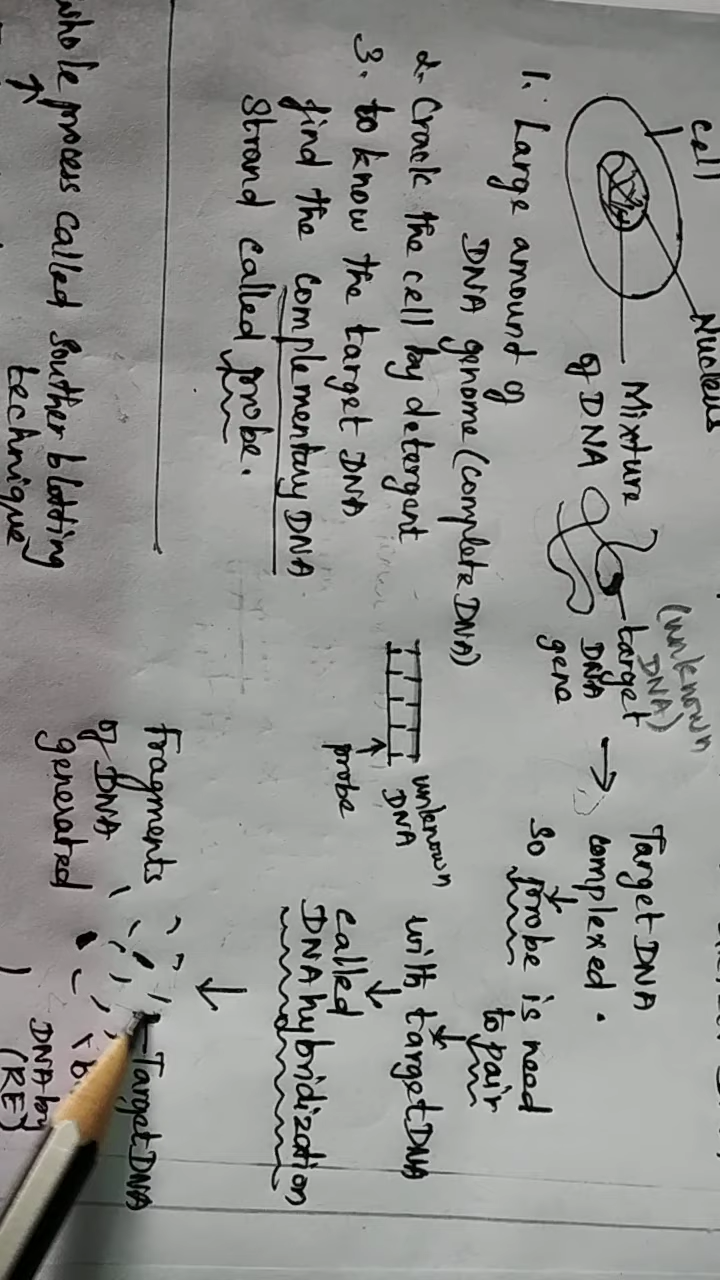 cell
Nucleus
Mixture
of DNA
(unknown
DNA)
target
DNA
gene
→ Target DNA
complexed.
So probe is need
to pair
with target DNA
called
DNA hybridization
1. Large amount of
DNA genome (complete DNA)
2. Crack the cell by detergent
3. to know the target DNA
find the complementary DNA
strand called probe.
unknown
DNA
probe
fragments
of DNA
generated
Target DNA
DNA by
(RE)
whole process called souther blotting
technique